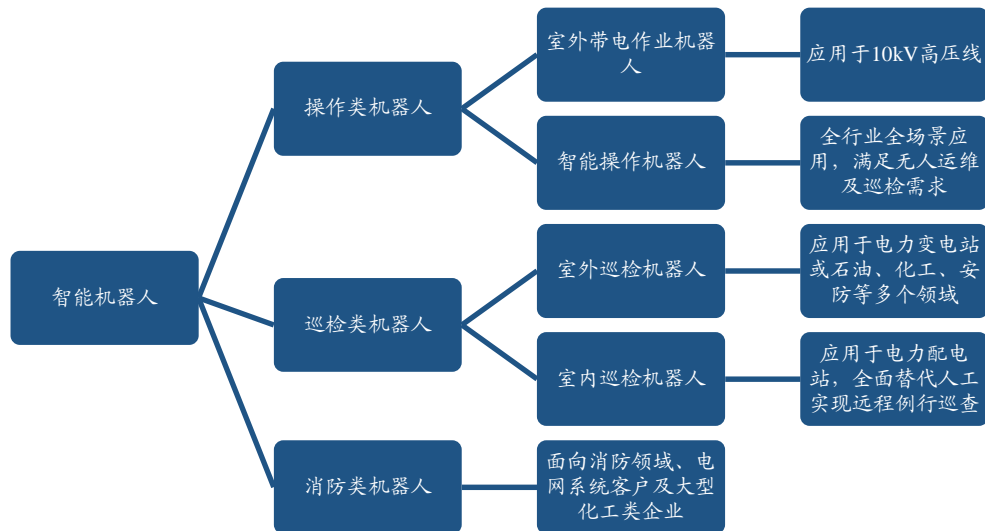 智能机器人
操作类机器人
室外带电作业机器
人
应用于10kV高压线
智能操作机器人
全行业全场景应
用，满足无人运维
及巡检需求
巡检类机器人
室外巡检机器人
应用于电力变电站
或石油、化工、安
防等多个领域
室内巡检机器人
应用于电力配电
站，全面替代人工
实现远程例行巡查
消防类机器人
面向消防领域、电
网系统客户及大型
化工类企业